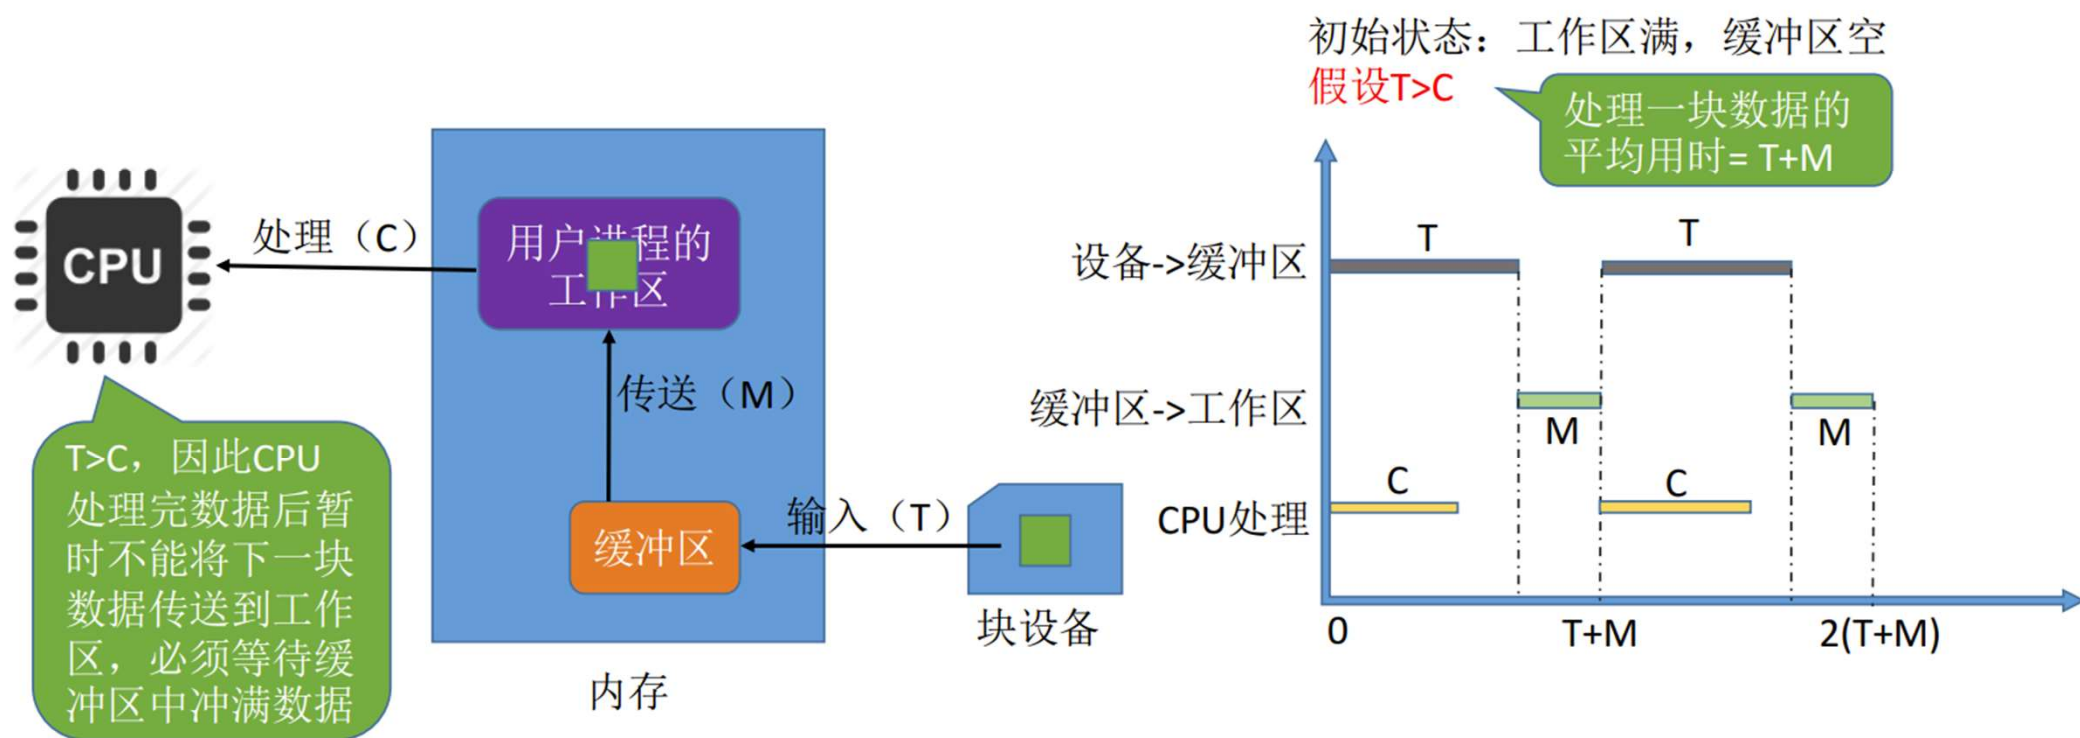 初始状态：工作区满，缓冲区空
假设T>C
处理一块数据的
平均用时= T+M
CPU
处理（C）
用户进程的
工作区
传送（M）
缓冲区
输入（T）
块设备
内存
T>C，因此CPU
处理完数据后暂
时不能将下一块
数据传送到工作
区，必须等待缓
冲区中冲满数据
设备->缓冲区
T
T
缓冲区->工作区
M
M
CPU处理
C
C
0
T+M
2(T+M)